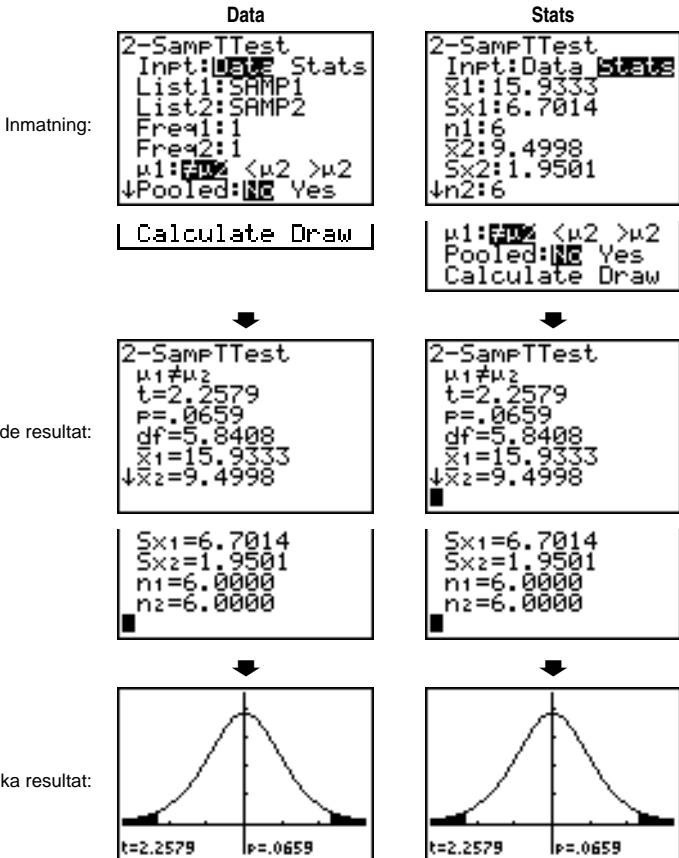 Data
Stats
Inmatning:
2-SampTTest
Inpt:Data Stats
List1:SAMP1
List2:SAMP2
Freq1:1
Freq2:1
μ1:≠μ2 <μ2 >μ2
↓Pooled:No Yes
Calculate Draw
2-SampTTest
Inpt:Data Stats
x̄1:15.9333
Sx1:6.7014
n1:6
x̄2:9.4998
Sx2:1.9501
↓n2:6
μ1:≠μ2 <μ2 >μ2
Pooled:No Yes
Calculate Draw
de resultat:
2-SampTTest
μ1≠μ2
t=2.2579
p=.0659
df=5.8408
x̄1=15.9333
↓x̄2=9.4998
Sx1=6.7014
Sx2=1.9501
n1=6.0000
n2=6.0000
2-SampTTest
μ1≠μ2
t=2.2579
p=.0659
df=5.8408
x̄1=15.9333
↓x̄2=9.4998
Sx1=6.7014
Sx2=1.9501
n1=6.0000
n2=6.0000
ka resultat:
t=2.2579 p=.0659
t=2.2579 p=.0659